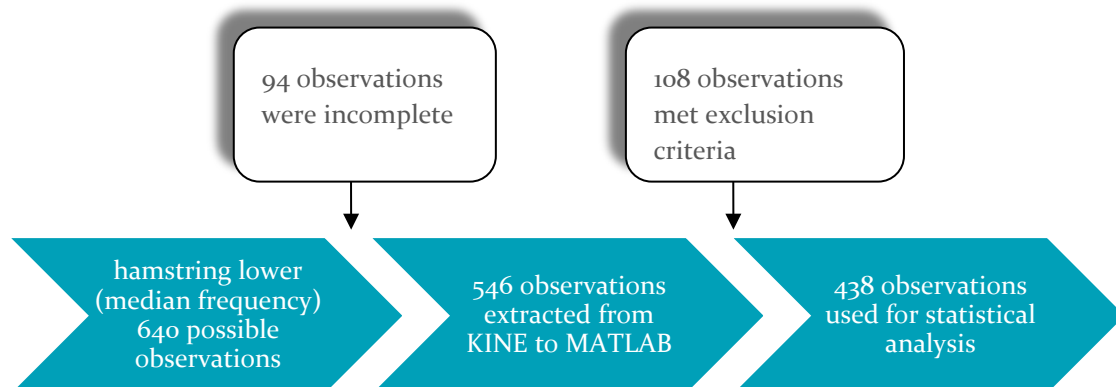 94 observations
were incomplete
108 observations
met exclusion
criteria
hamstring lower
(median frequency)
640 possible
observations
546 observations
extracted from
KINE to MATLAB
438 observations
used for statistical
analysis